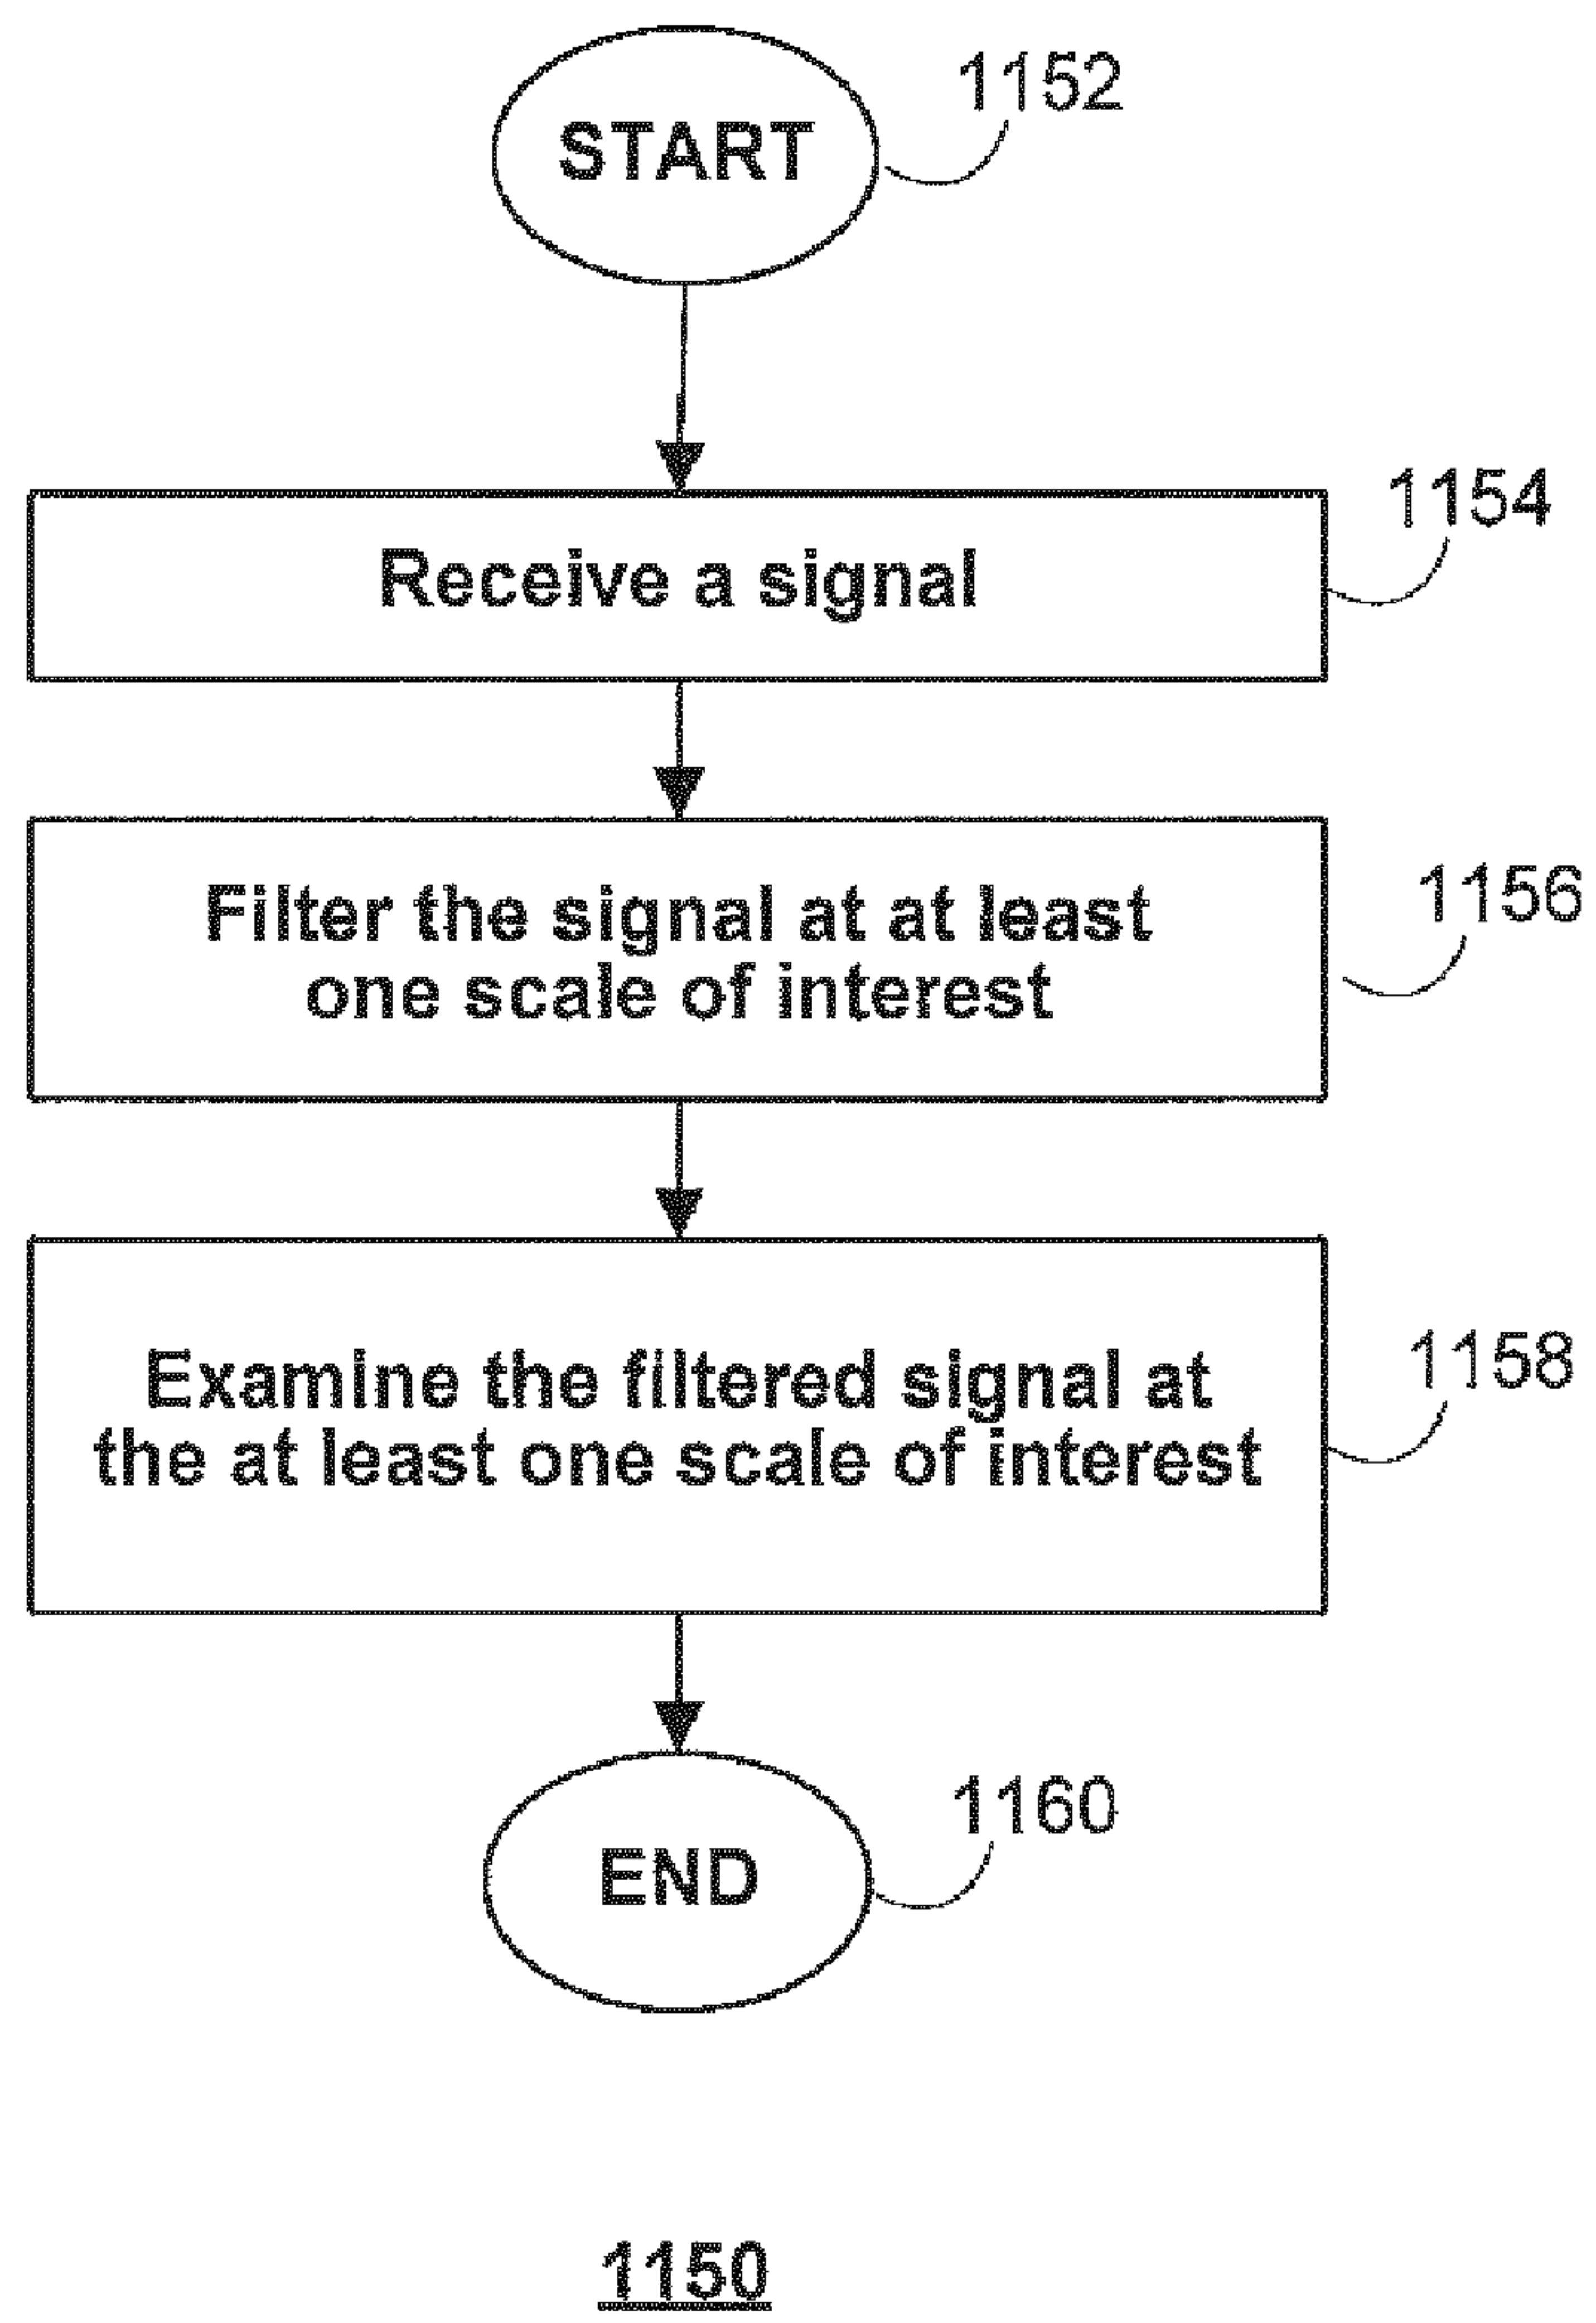 START
1152
Receive a signal
1154
Filter the signal at at least
one scale of interest
1156
Examine the filtered signal at
the at least one scale of interest
1158
END
1160
1150